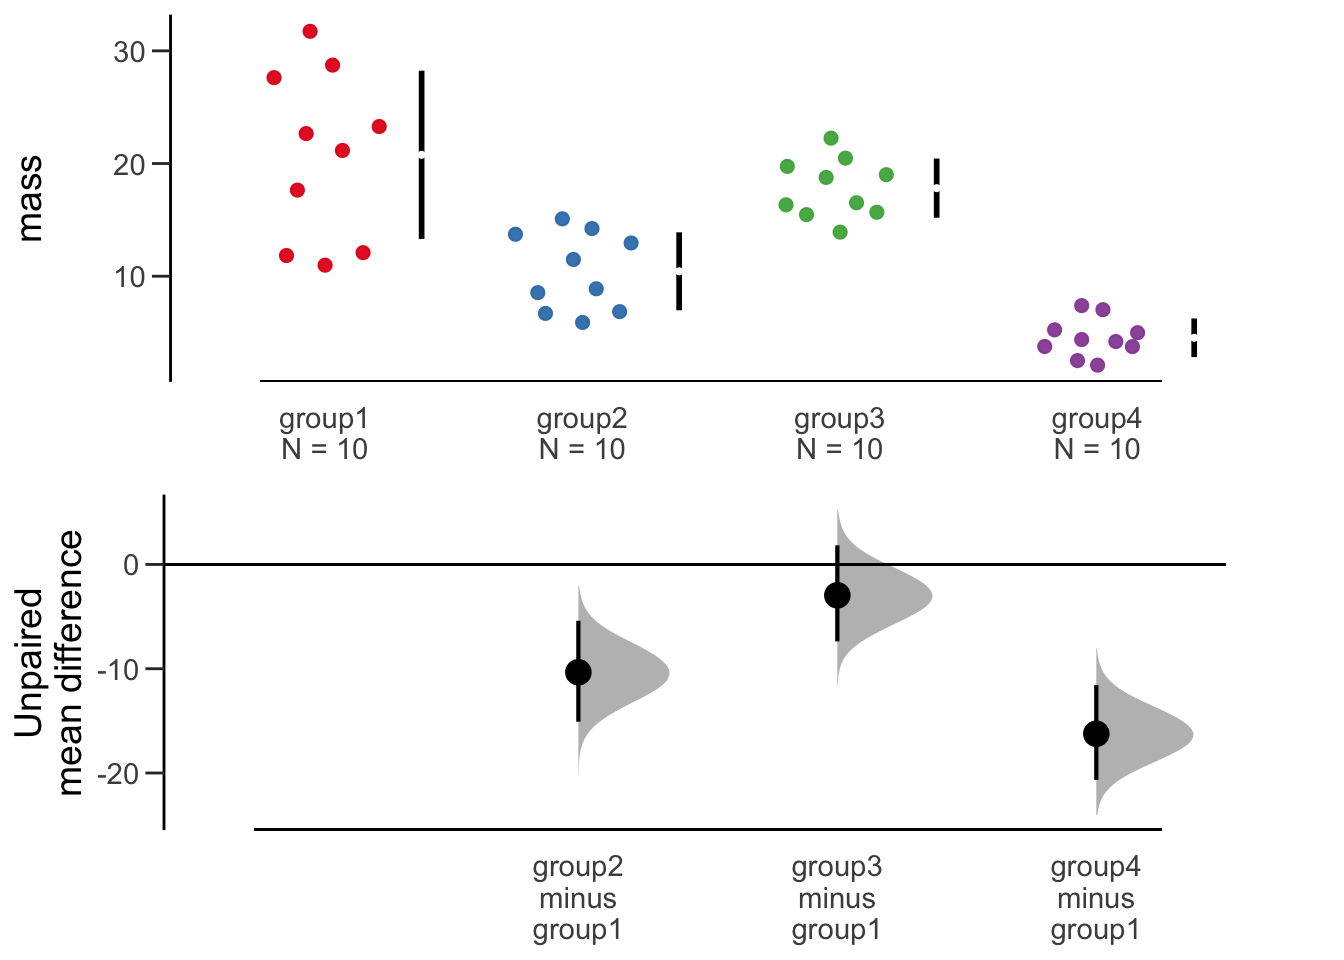 30
20
10
mass
group1
N = 10
group2
N = 10
group3
N = 10
group4
N = 10
0
-10
-20
Unpaired
mean difference
group2
minus
group1
group3
minus
group1
group4
minus
group1